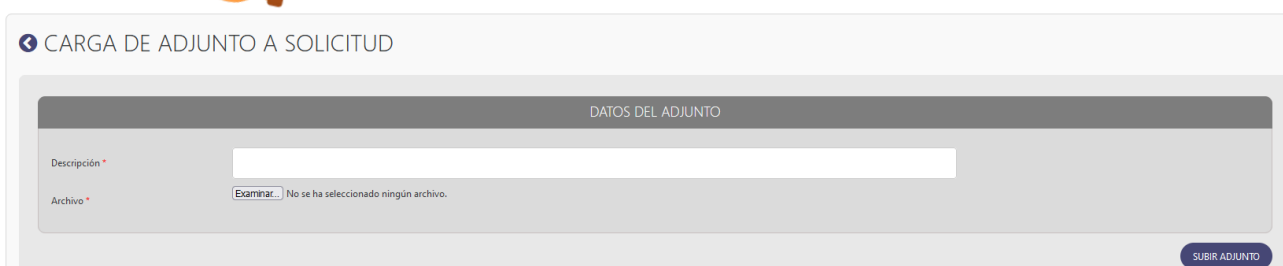 CARGA DE ADJUNTO A SOLICITUD
DATOS DEL ADJUNTO
Descripción *
Archivo *
Examinar... No se ha seleccionado ningún archivo.
SUBIR ADJUNTO